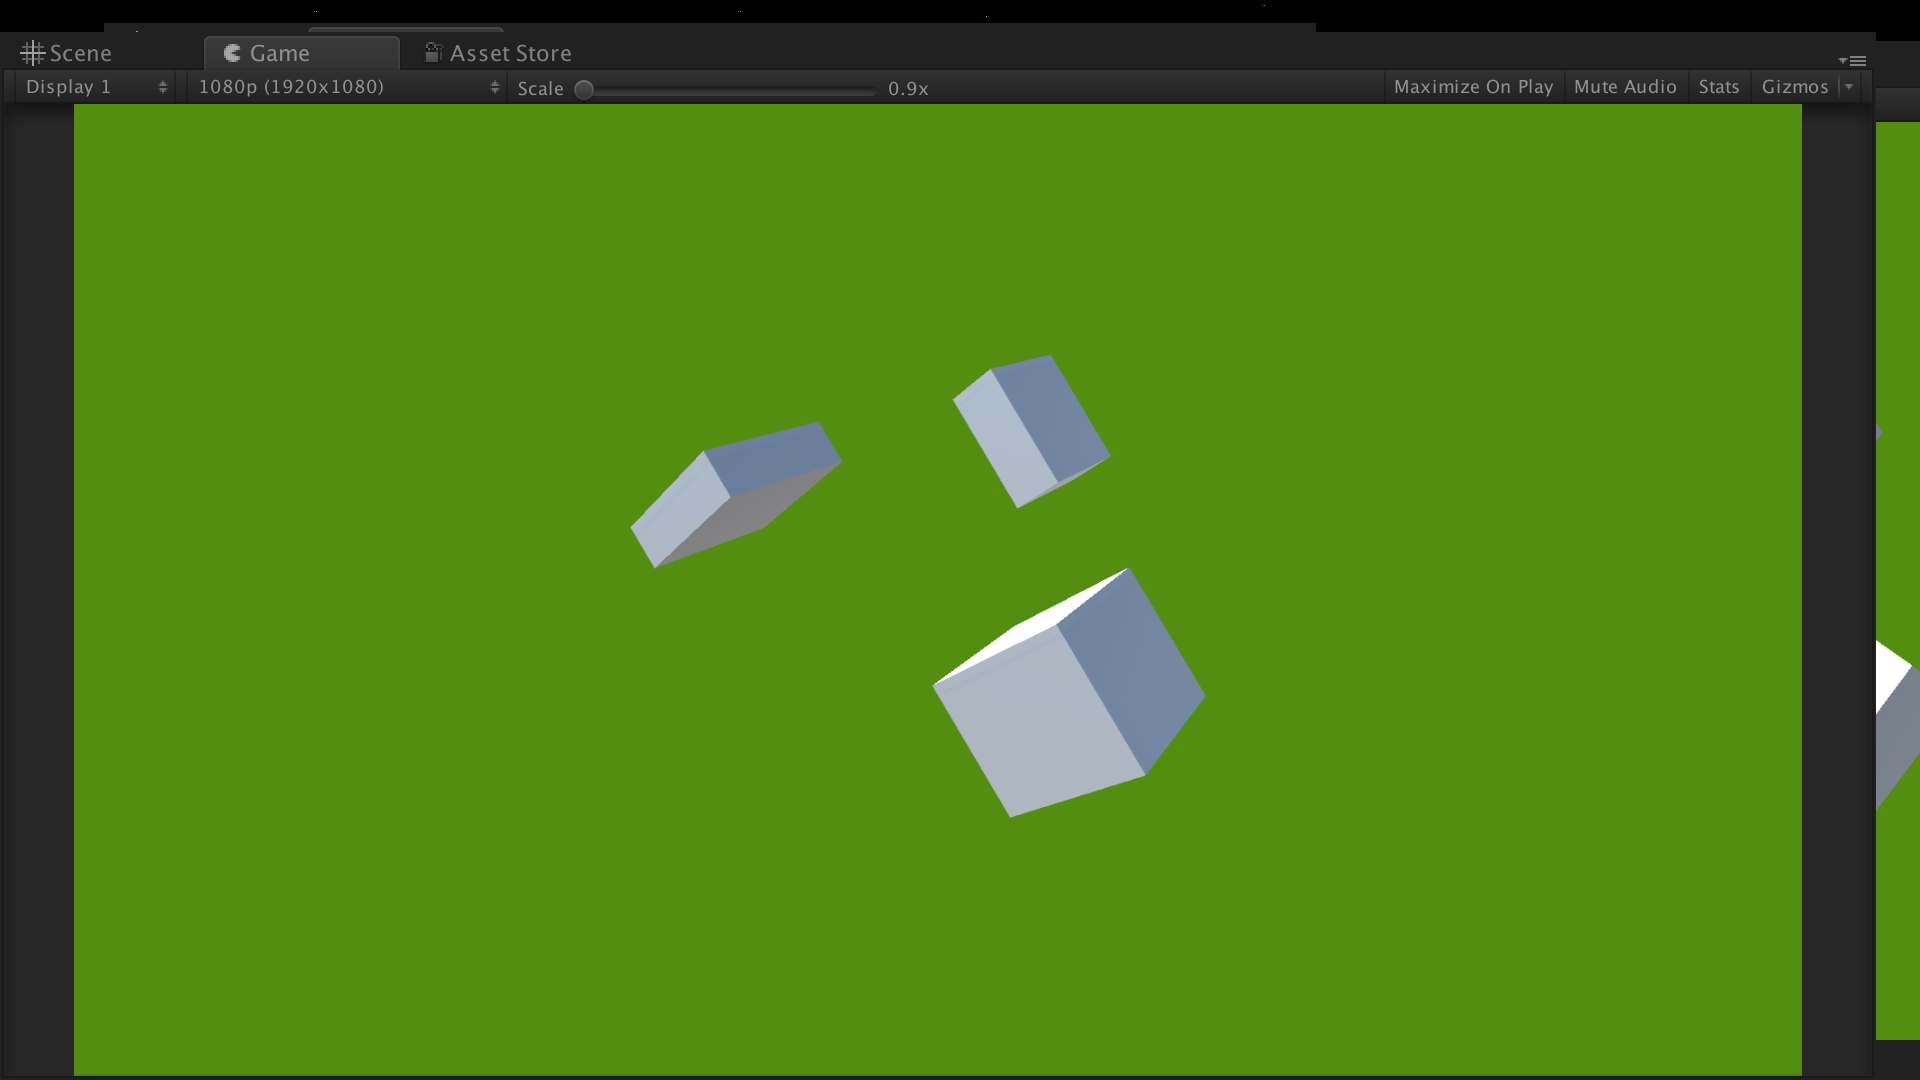 Scene Game Asset Store
Display 1 1080p (1920x1080) Scale 0.9x Maximize On Play Mute Audio Stats Gizmos